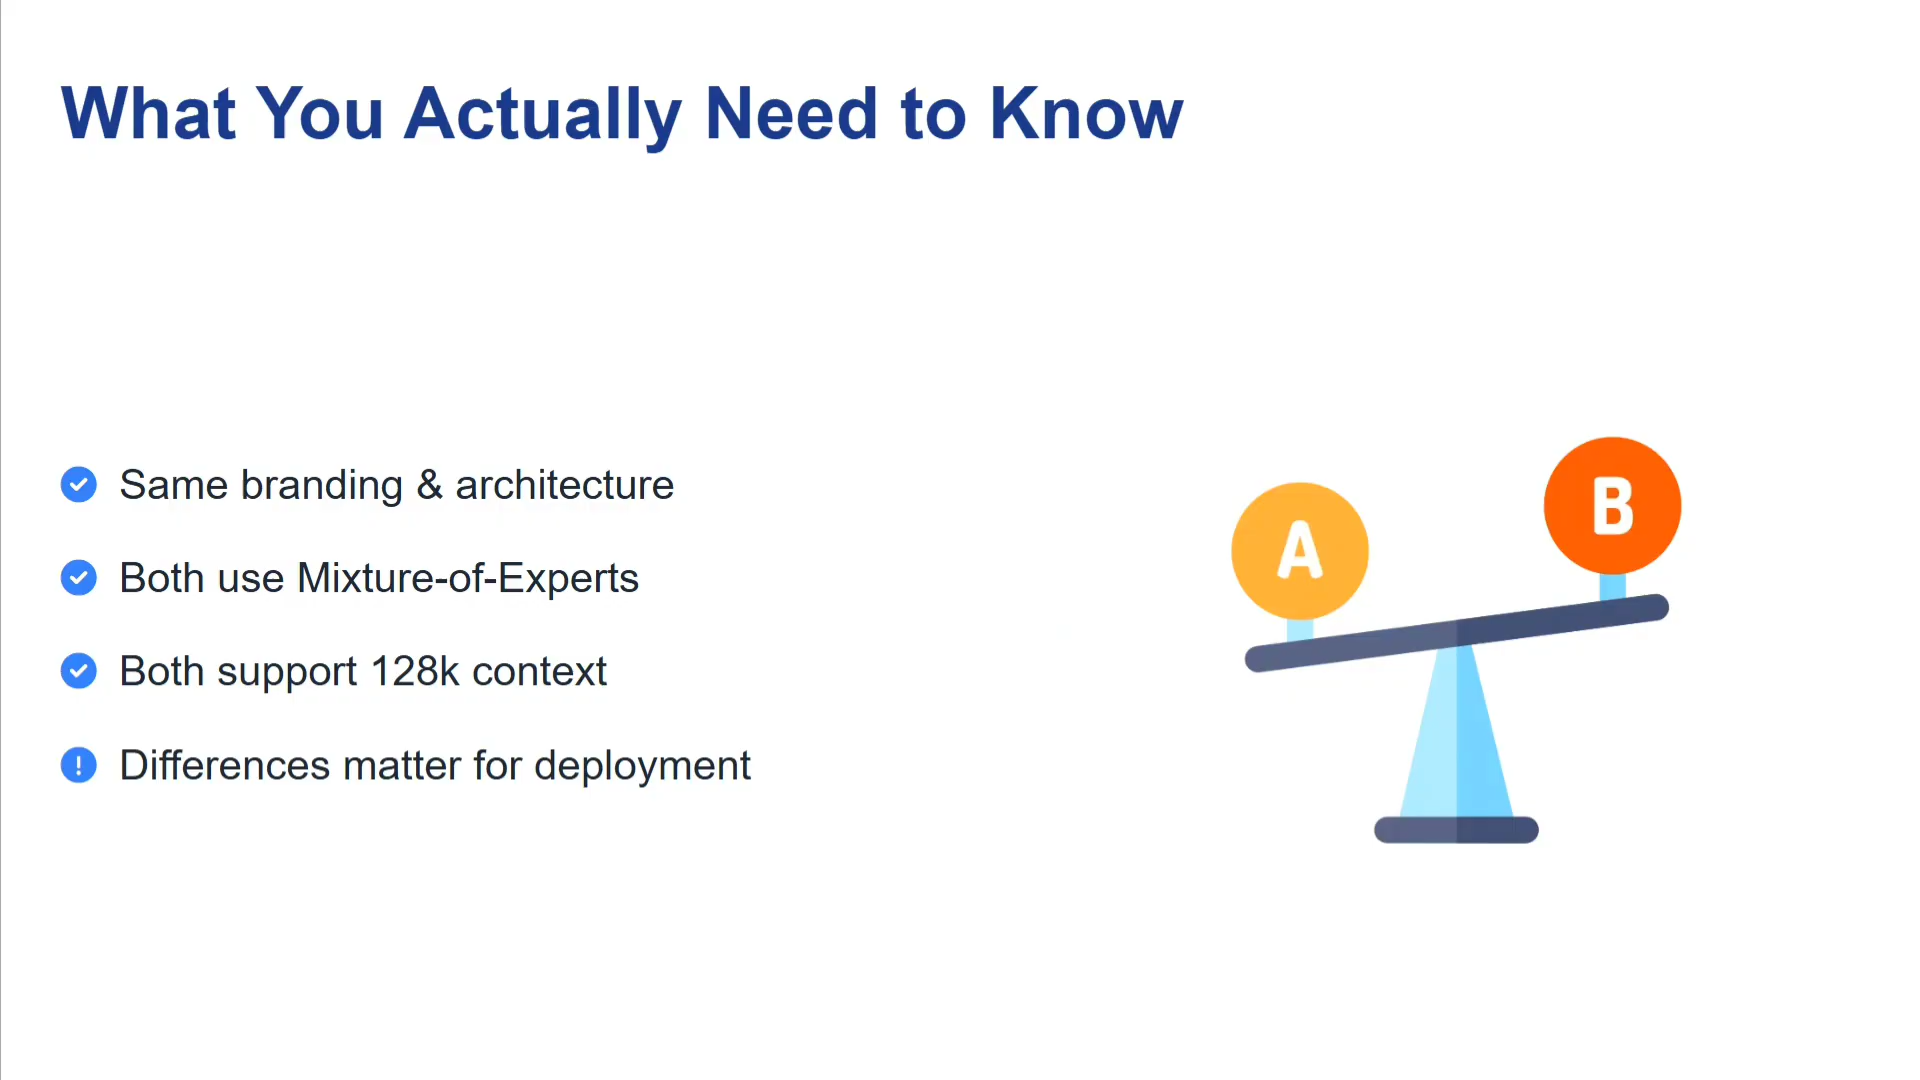 What You Actually Need to Know
Same branding & architecture
Both use Mixture-of-Experts
Both support 128k context
Differences matter for deployment
A
B